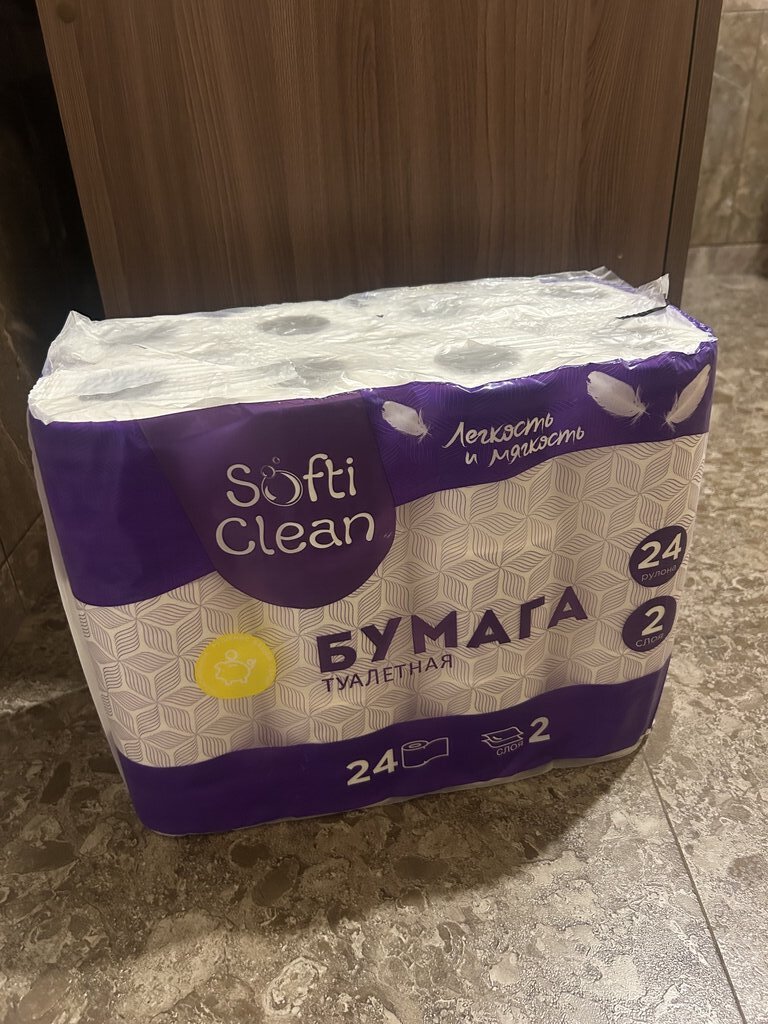 Softi
Clean
Легкость
и мягкость
24
рулона
2
слоя
БУМАГА
ТУАЛЕТНАЯ
24
2
СЛОЯ